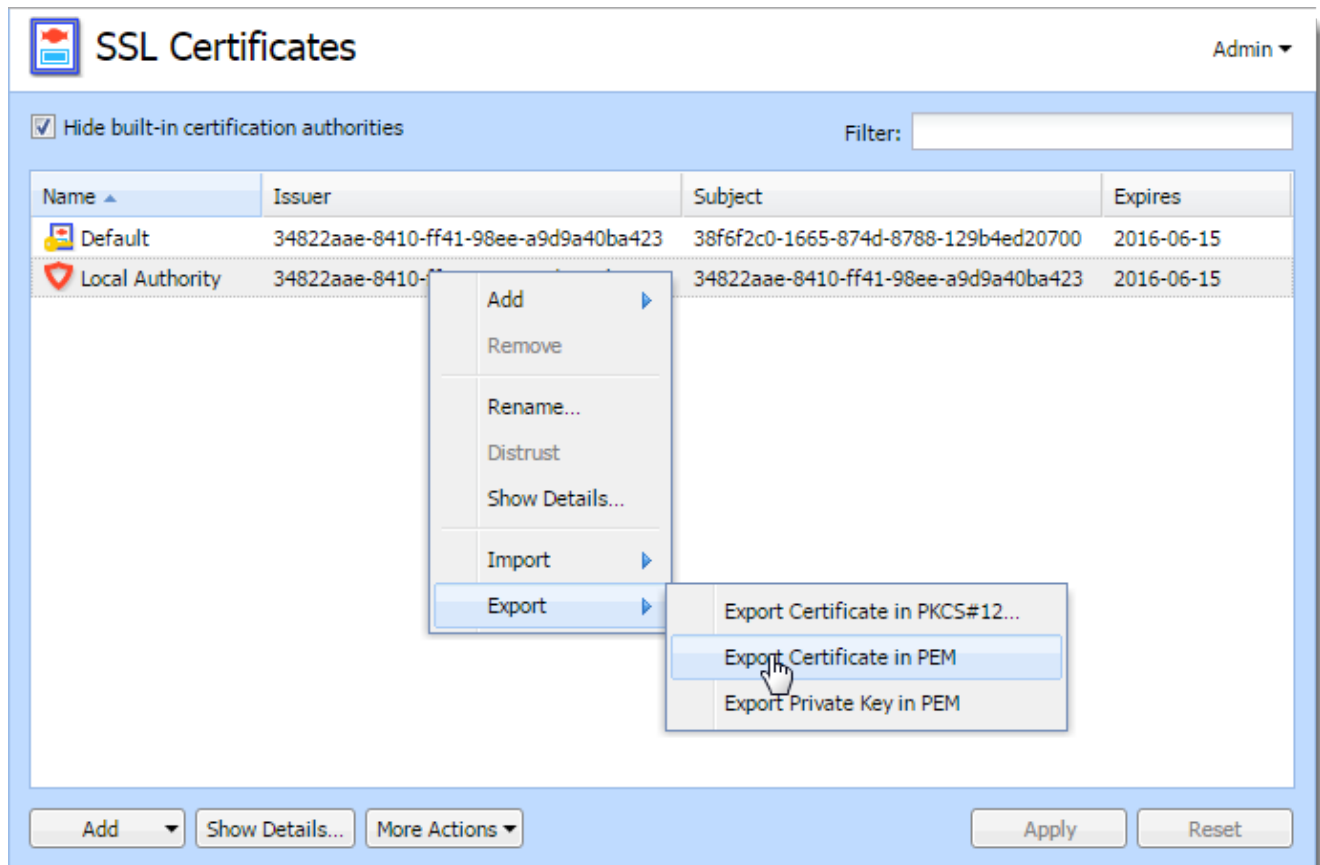 SSL Certificates
Admin
Hide built-in certification authorities
Filter:
Name Issuer Subject Expires
Default 34822aae-8410-ff41-98ee-a9d9a40ba423 38f6f2c0-1665-874d-8788-129b4ed20700 2016-06-15
Local Authority 34822aae-8410- 34822aae-8410-ff41-98ee-a9d9a40ba423 2016-06-15
Add
Remove
Rename...
Distrust
Show Details...
Import
Export
Export Certificate in PKCS#12...
Export Certificate in PEM
Export Private Key in PEM
Add Show Details... More Actions Apply Reset